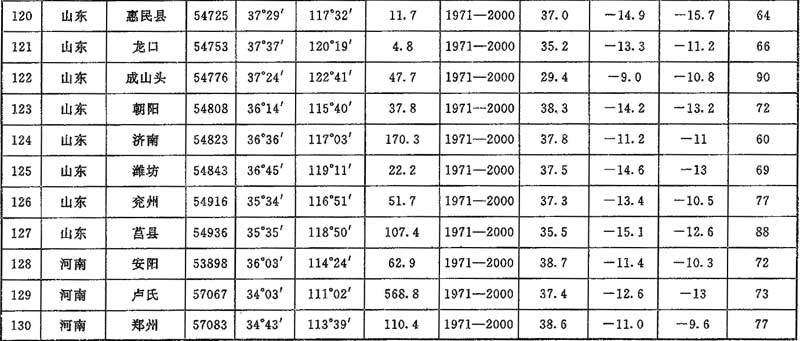 120 山东 惠民县 54725 37°29′ 117°32′ 11.7 1971—2000 37.0 －14.9 －15.7 64
121 山东 龙口 54753 37°37′ 120°19′ 4.8 1971—2000 35.2 －13.3 －11.2 66
122 山东 成山头 54776 37°24′ 122°41′ 47.7 1971—2000 29.4 －9.0 －10.8 90
123 山东 朝阳 54808 36°14′ 115°40′ 37.8 1971—2000 38.3 －14.2 －13.2 72
124 山东 济南 54823 36°36′ 117°03′ 170.3 1971—2000 37.8 －11.2 －11 60
125 山东 潍坊 54843 36°45′ 119°11′ 22.2 1971—2000 37.5 －14.6 －13 69
126 山东 兖州 54916 35°34′ 116°51′ 51.7 1971—2000 37.3 －13.4 －10.5 77
127 山东 莒县 54936 35°35′ 118°50′ 107.4 1971—2000 35.5 －15.1 －12.6 88
128 河南 安阳 53898 36°03′ 114°24′ 62.9 1971—2000 38.7 －11.4 －10.3 72
129 河南 卢氏 57067 34°03′ 111°02′ 568.8 1971—2000 37.4 －12.6 －13 73
130 河南 郑州 57083 34°43′ 113°39′ 110.4 1971—2000 38.6 －11.0 －9.6 77